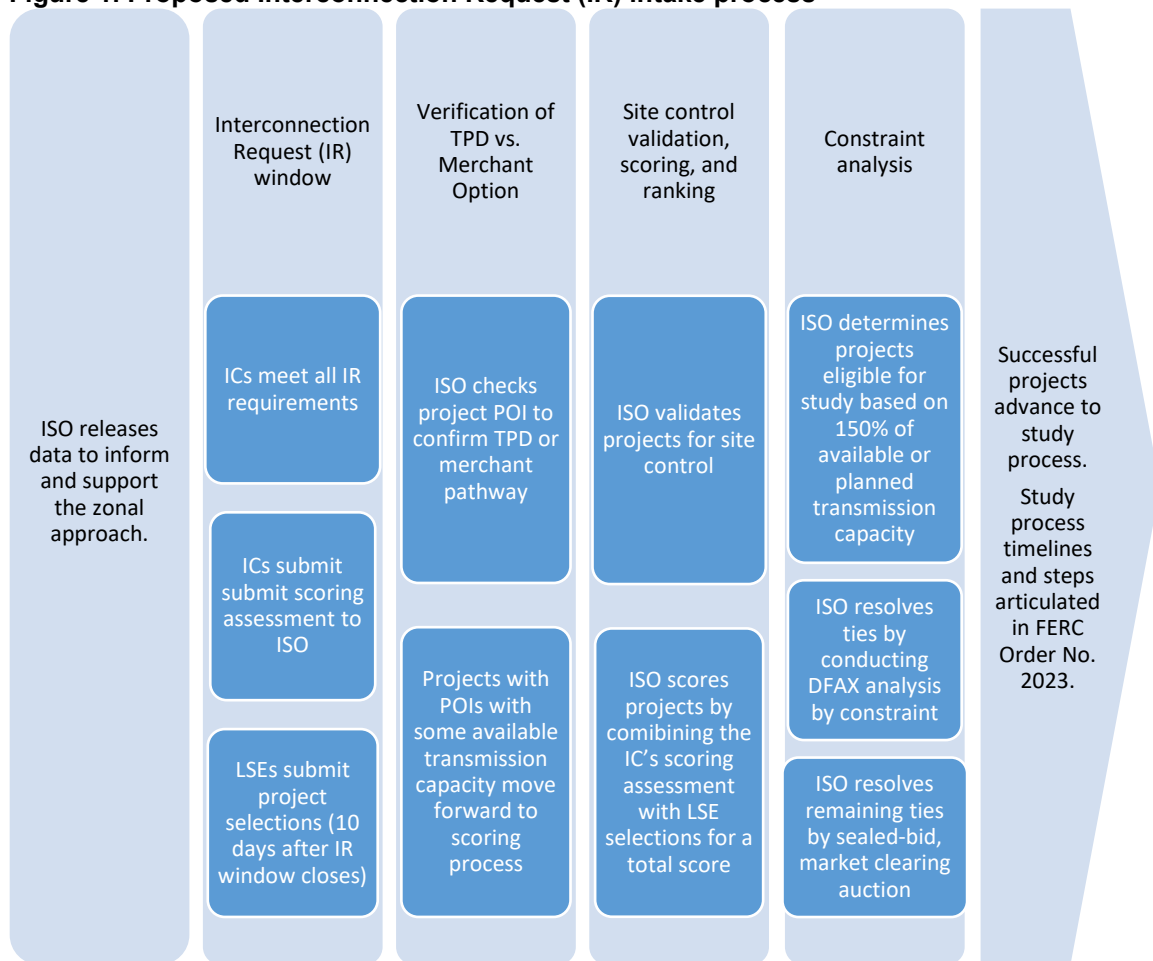 Figure 1: Proposed Interconnection Request (IR) intake process
ISO releases
data to inform
and support
the zonal
approach.
Interconnection
Request (IR)
window
ICs meet all IR
requirements
ICs submit
submit scoring
assessment to
ISO
LSEs submit
project
selections (10
days after IR
window closes)
Verification of
TPD vs.
Merchant
Option
ISO checks
project POI to
confirm TPD or
merchant
pathway
Projects with
POIs with
some available
transmission
capacity move
forward to
scoring
process
Site control
validation,
scoring, and
ranking
ISO validates
projects for site
control
ISO scores
projects by
comibining the
IC’s scoring
assessment
with LSE
selections for a
total score
Constraint
analysis
ISO determines
projects
eligible for
study based on
150% of
available or
planned
transmission
capacity
ISO resolves
ties by
conducting
DFAX analysis
by constraint
ISO resolves
remaining ties
by sealed-bid,
market clearing
auction
Successful
projects
advance to
study
process.
Study
process
timelines
and steps
articulated
in FERC
Order No.
2023.